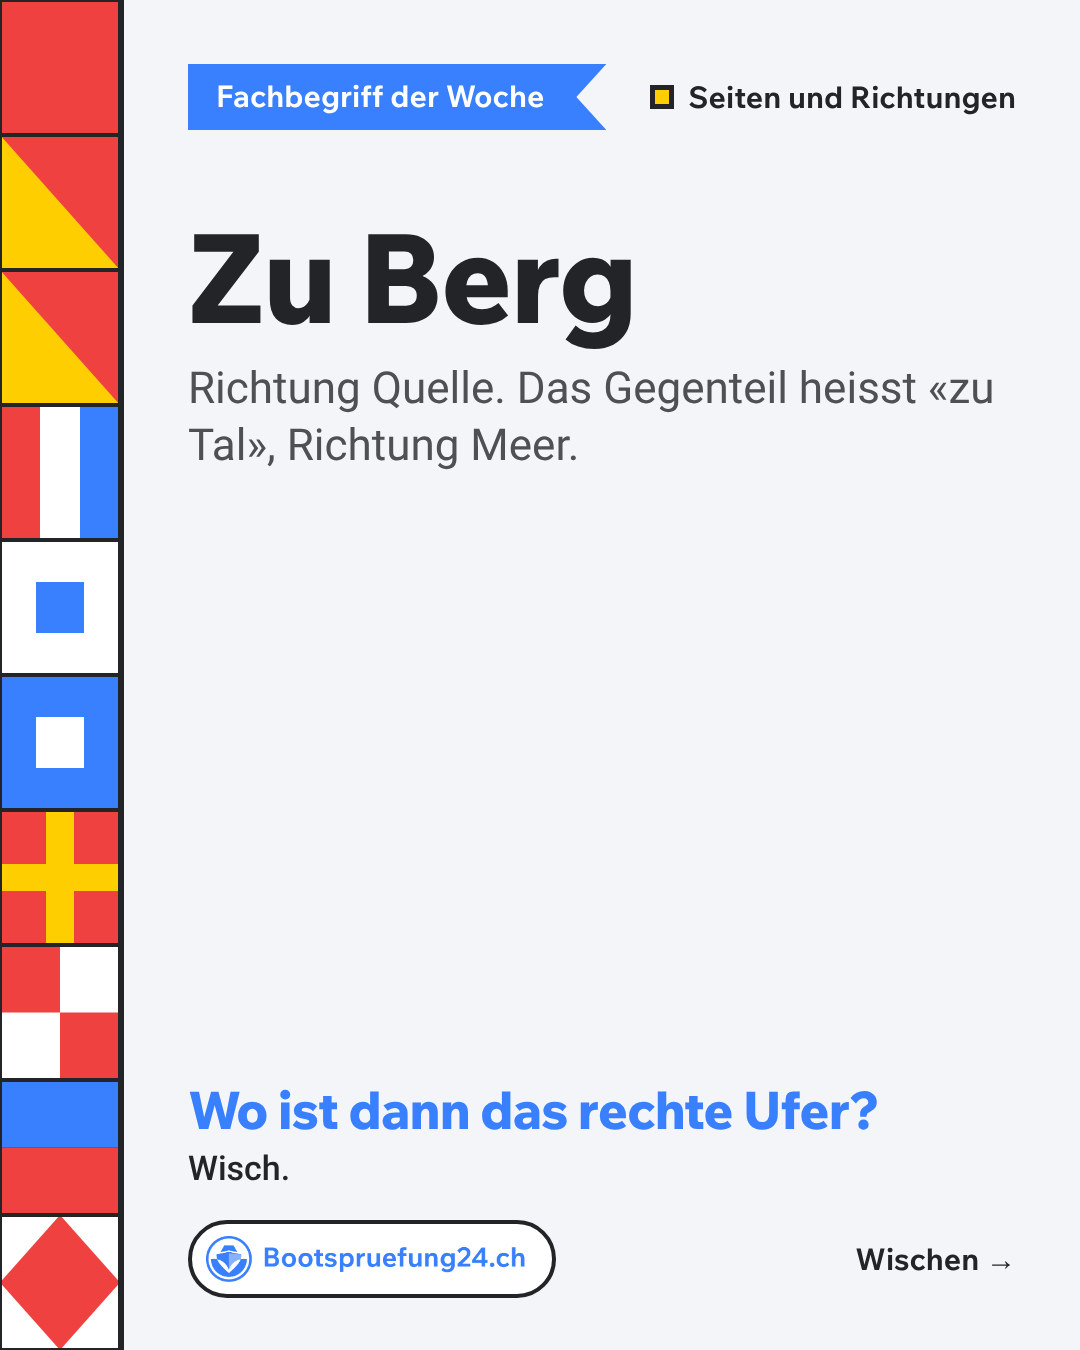 Fachbegriff der Woche
Seiten und Richtungen
Zu Berg
Richtung Quelle. Das Gegenteil heisst «zu
Tal», Richtung Meer.
Wo ist dann das rechte Ufer?
Wisch.
Bootspruefung24.ch
Wischen →